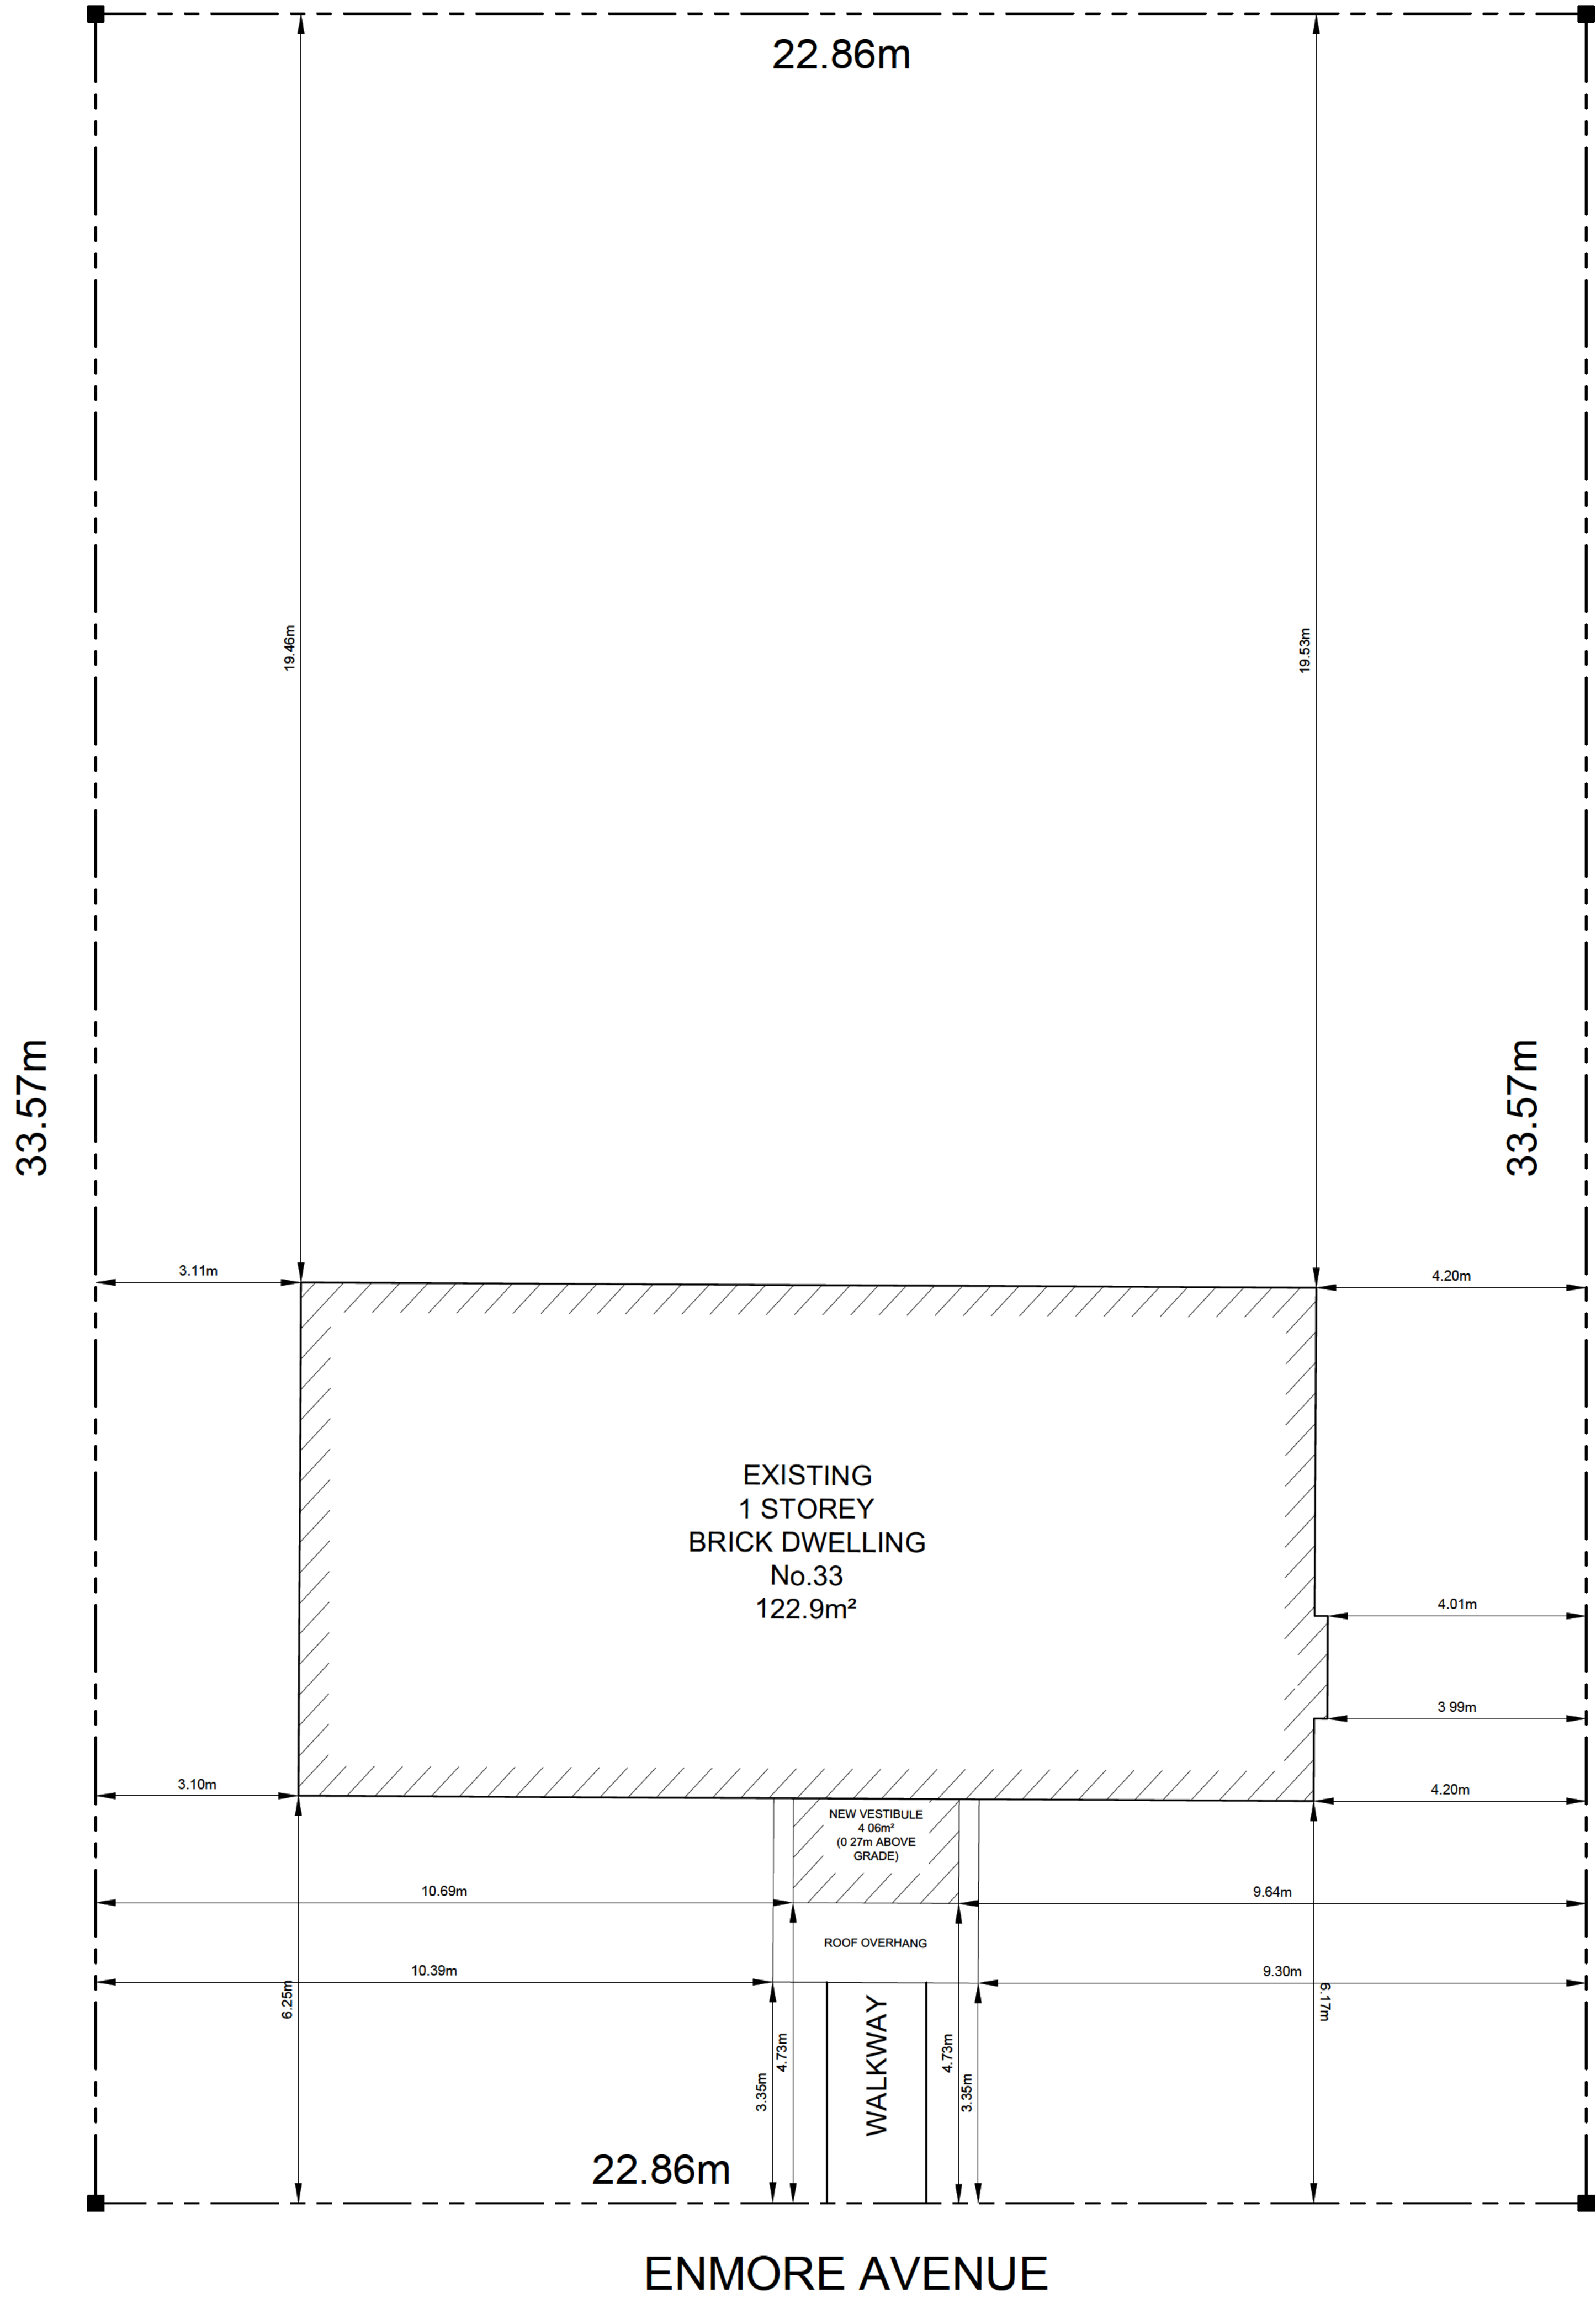 22.86m
19.46m
19.53m
33.57m
33.57m
3.11m
4.20m
EXISTING
1 STOREY
BRICK DWELLING
No.33
122.9m²
4.01m
3 99m
3.10m
4.20m
NEW VESTIBULE
4 06m²
(0 27m ABOVE
GRADE)
10.69m
9.64m
ROOF OVERHANG
10.39m
9.30m
6.25m
6.17m
WALKWAY
4.73m
4.73m
3.35m
3.35m
22.86m
ENMORE AVENUE